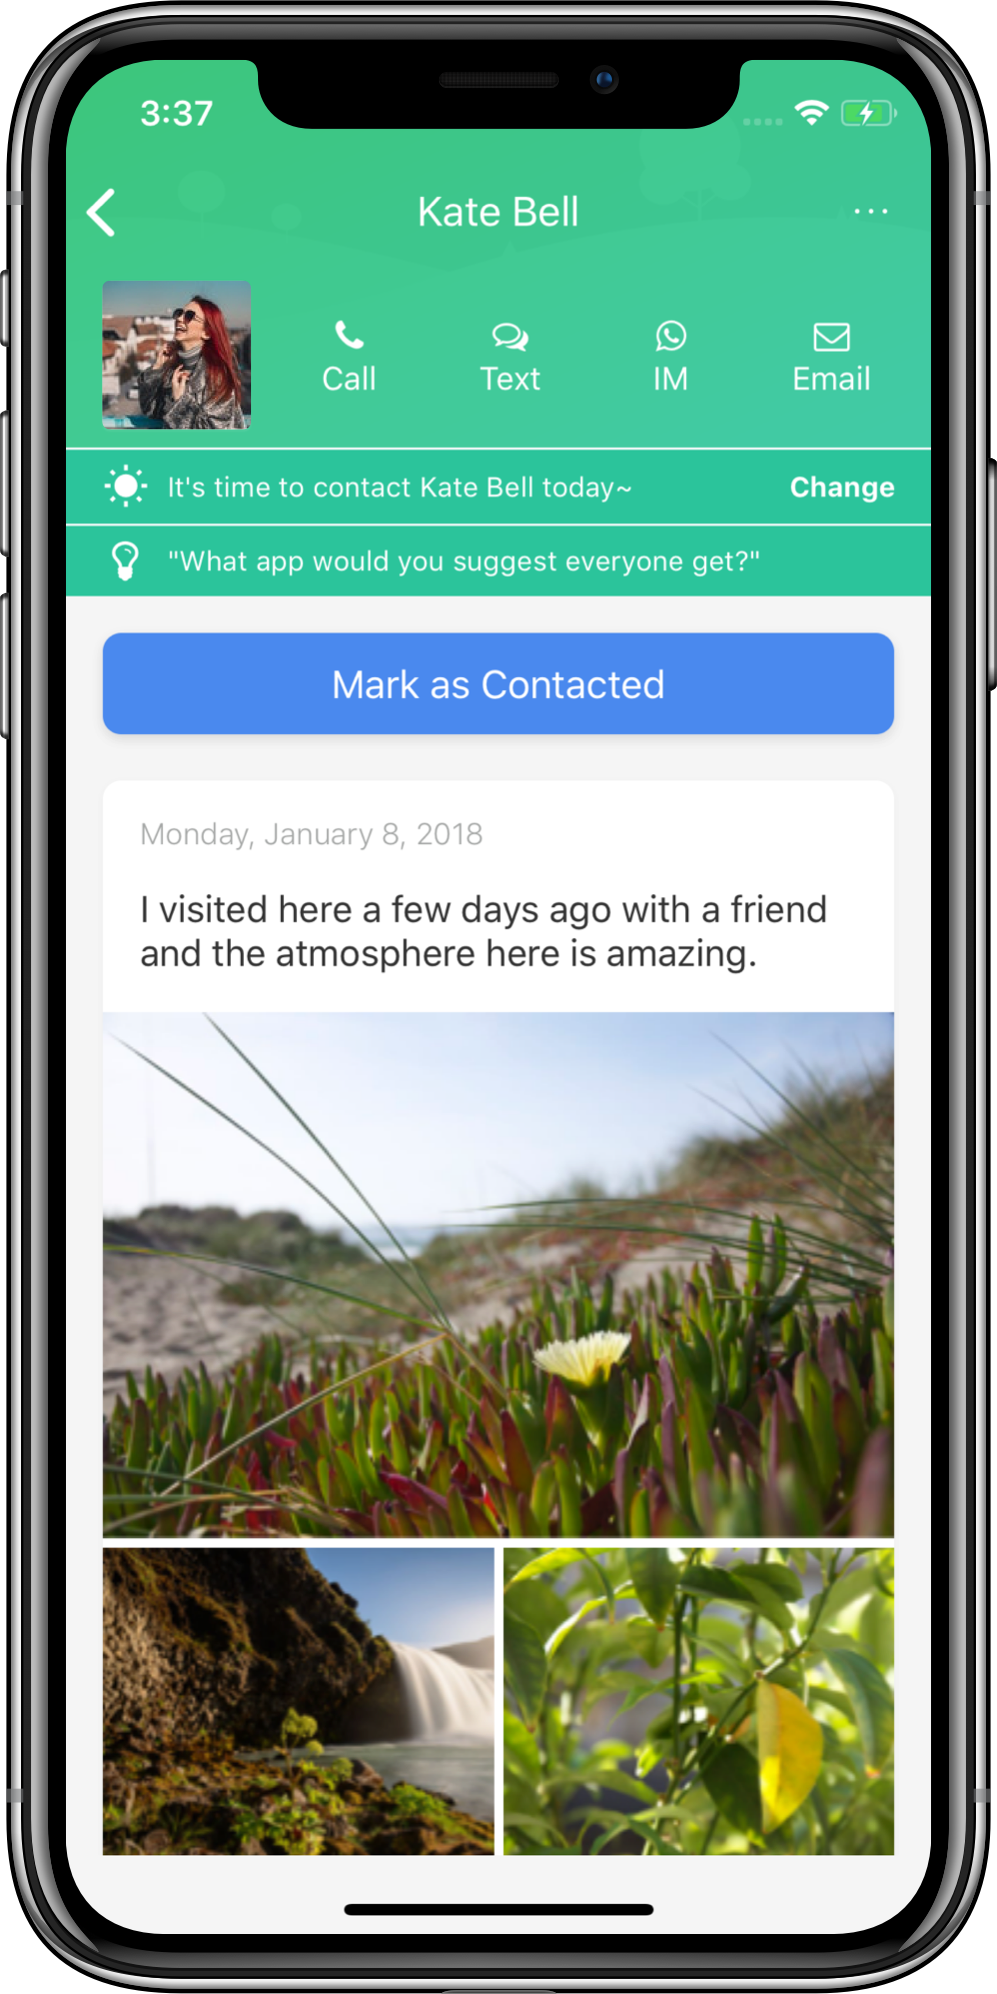 3:37
Kate Bell
Call
Text
IM
Email
It's time to contact Kate Bell today~
Change
"What app would you suggest everyone get?"
Mark as Contacted
Monday, January 8, 2018
I visited here a few days ago with a friend
and the atmosphere here is amazing.